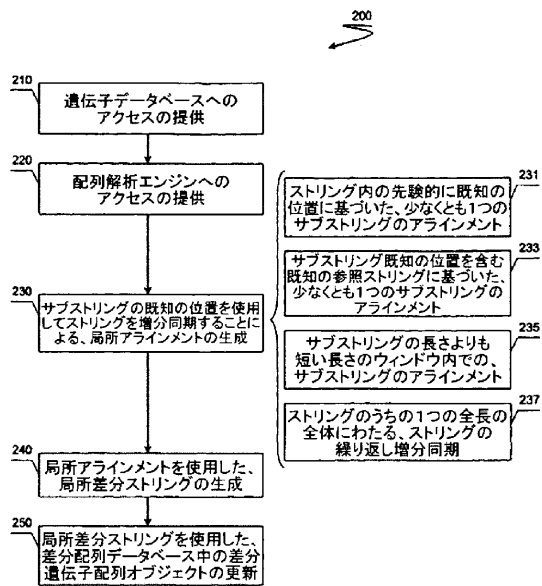 200
210
遺伝子データベースへの
アクセスの提供
220
配列解析エンジンへの
アクセスの提供
230
サブストリングの既知の位置を使用
してストリングを増分同期することに
よる、局所アラインメントの生成
231
ストリング内の先験的に既知の
位置に基づいた、少なくとも1つの
サブストリングのアラインメント
233
サブストリング既知の位置を含む
既知の参照ストリングに基づいた、
少なくとも1つのサブストリングの
アラインメント
235
サブストリングの長さよりも
短い長さのウィンドウ内での、
サブストリングのアラインメント
237
ストリングのうちの1つの全長の
全体にわたる、ストリングの
繰り返し増分同期
240
局所アラインメントを使用した、
局所差分ストリングの生成
250
局所差分ストリングを使用した、
差分配列データベース中の差分
遺伝子配列オブジェクトの更新